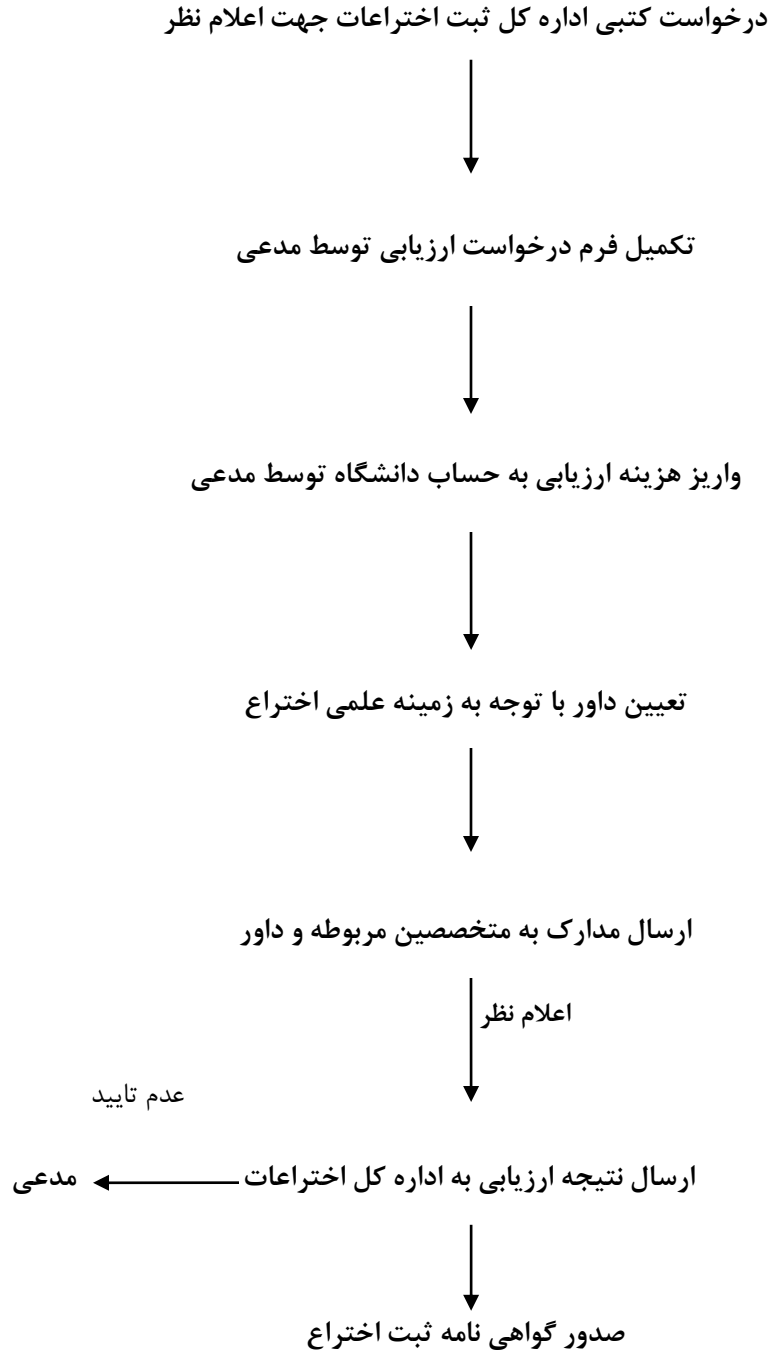 درخواست کتبی اداره کل ثبت اختراعات جهت اعلام نظر
تکمیل فرم درخواست ارزیابی توسط مدعی
واریز هزینه ارزیابی به حساب دانشگاه توسط مدعی
تعیین داور با توجه به زمینه علمی اختراع
ارسال مدارک به متخصصین مربوطه و داور
اعلام نظر
عدم تایید
ارسال نتیجه ارزیابی به اداره کل اختراعات مدعی
صدور گواهی نامه ثبت اختراع